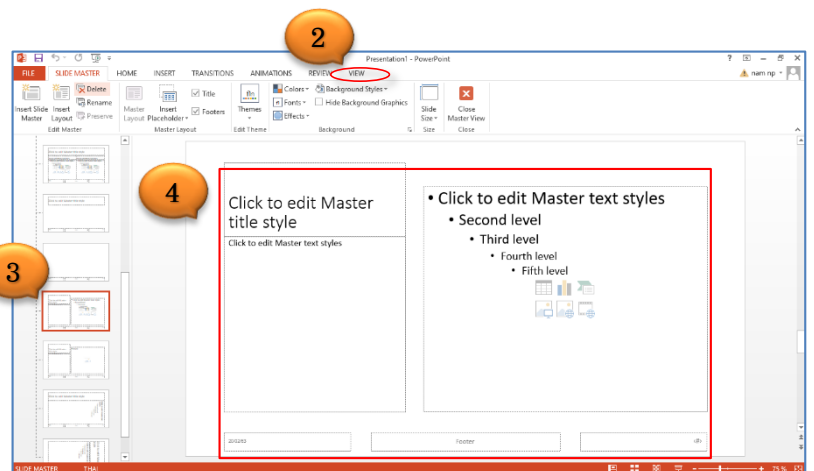 2
Presentation1 - PowerPoint
FILE SLIDE MASTER HOME INSERT TRANSITIONS ANIMATIONS REVIEW VIEW nam np
Insert Slide Master
Insert Layout
Delete
Rename
Preserve
Edit Master
Master Layout
Insert Placeholder
Title
Footers
Master Layout
Themes
Edit Theme
Colors
Fonts
Effects
Background Styles
Hide Background Graphics
Background
Slide Size
Size
Close Master View
Close
4
Click to edit Master
title style
Click to edit Master text styles
• Click to edit Master text styles
• Second level
• Third level
• Fourth level
• Fifth level
3
Footer
SLIDE MASTER THAI 75 %